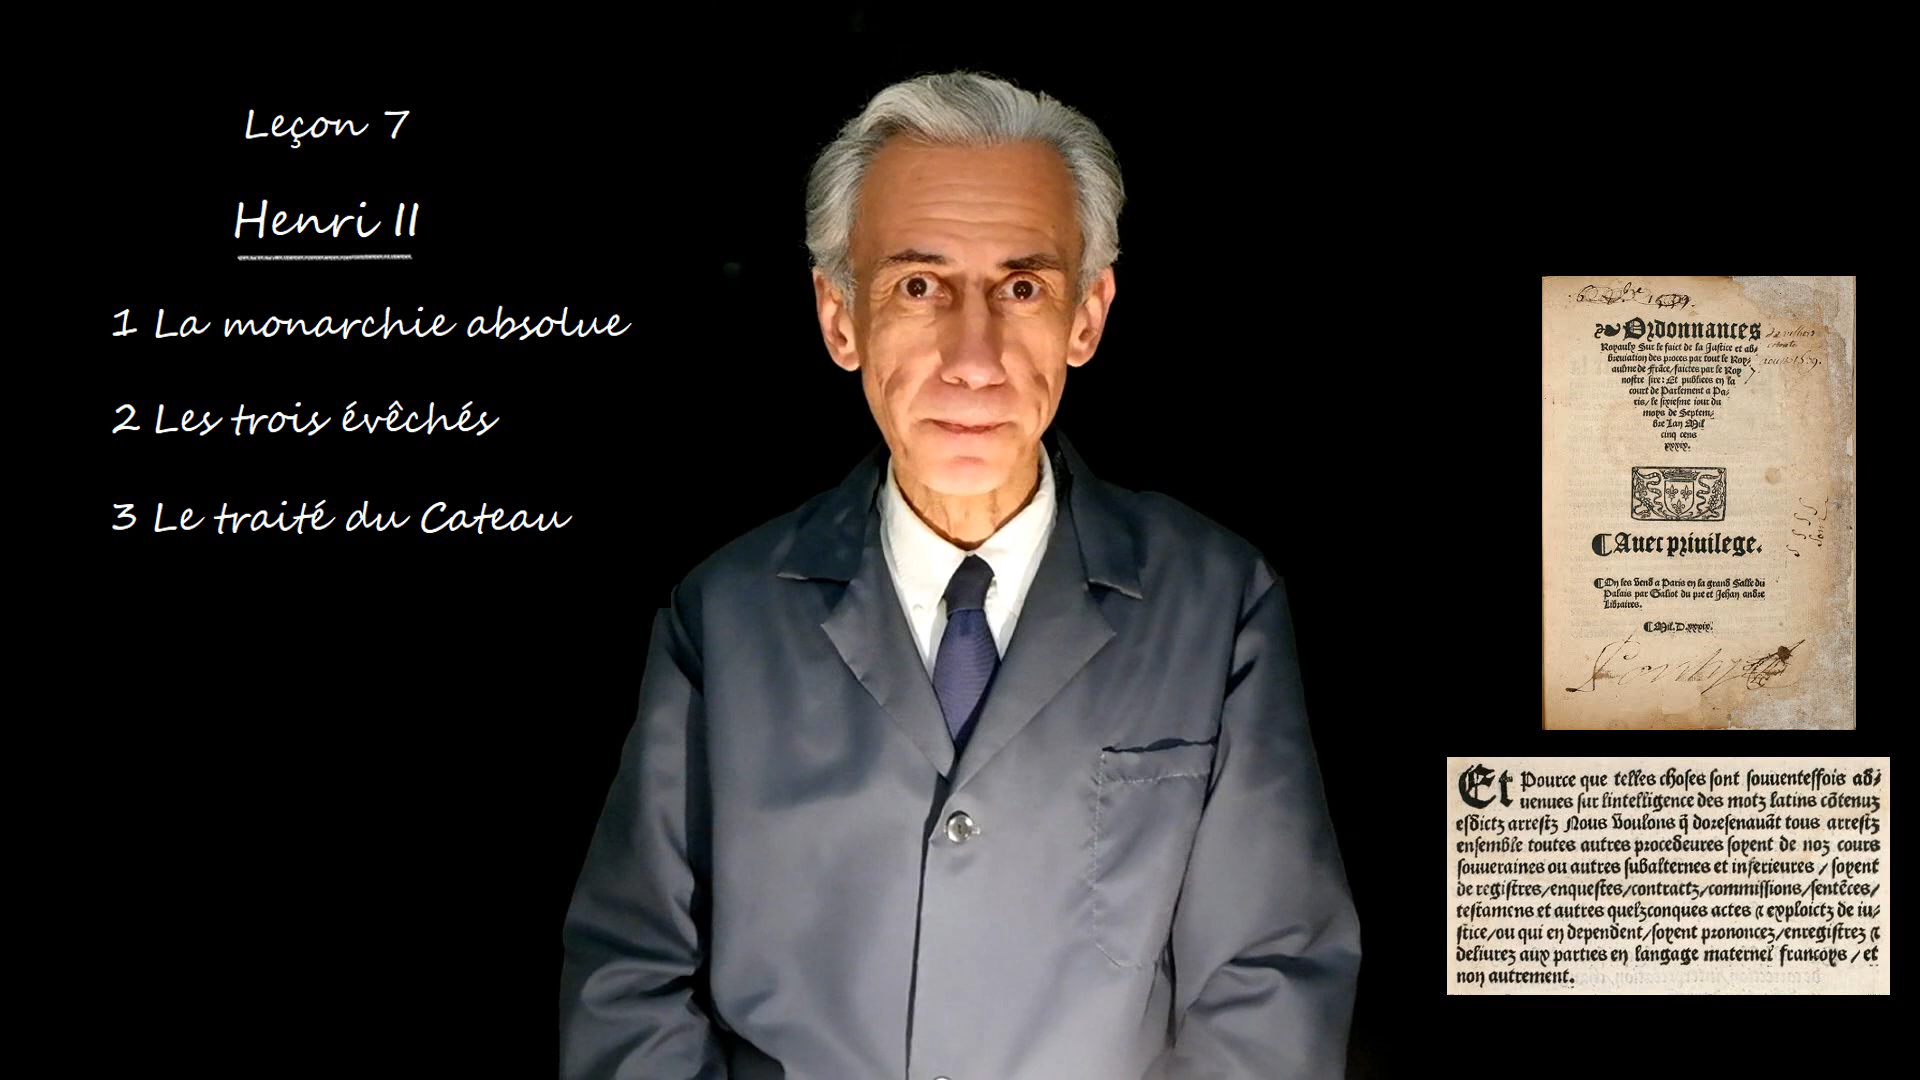 Leçon 7
Henri II
1 La monarchie absolue
2 Les trois évêchés
3 Le traité du Cateau
Ordonnances
Royaulx Sur le faict de la Justice et ab⸗
breuiation des proces par tout le Roy⸗
aulme de Frãce/faictes par le Roy
nostre sire: Et publiees en la
court de Parlement a Pa⸗
ris/ le sixiesme iour du
moys de Septem⸗
bre Lan Mil
cinq cens
xxxix.
Auec priuilege.
On les vend a Paris en la grand Salle du
Palais par Galiot du pre et Jehan andre
Libraires.
Mil.D.xxxix.
Et Pource que telles choses sont souuenteffois ad⸗
uenues sur lintelligence des motz latins cõtenuz
esdictz arrestz Nous voulons q̃ doresenauãt tous arrestz
ensemble toutes autres procedeures soyent de noz cours
souueraines ou autres subalternes et inferieures / soyent
de registres/enquestes/contractz/commissions/sentẽces/
testamens et autres quelzconques actes ⁊ exploictz de iu⸗
stice/ou qui en dependent/soyent prononcez/enregistrez ⁊
deliurez aux parties en langage maternel francoys / et
non autrement.